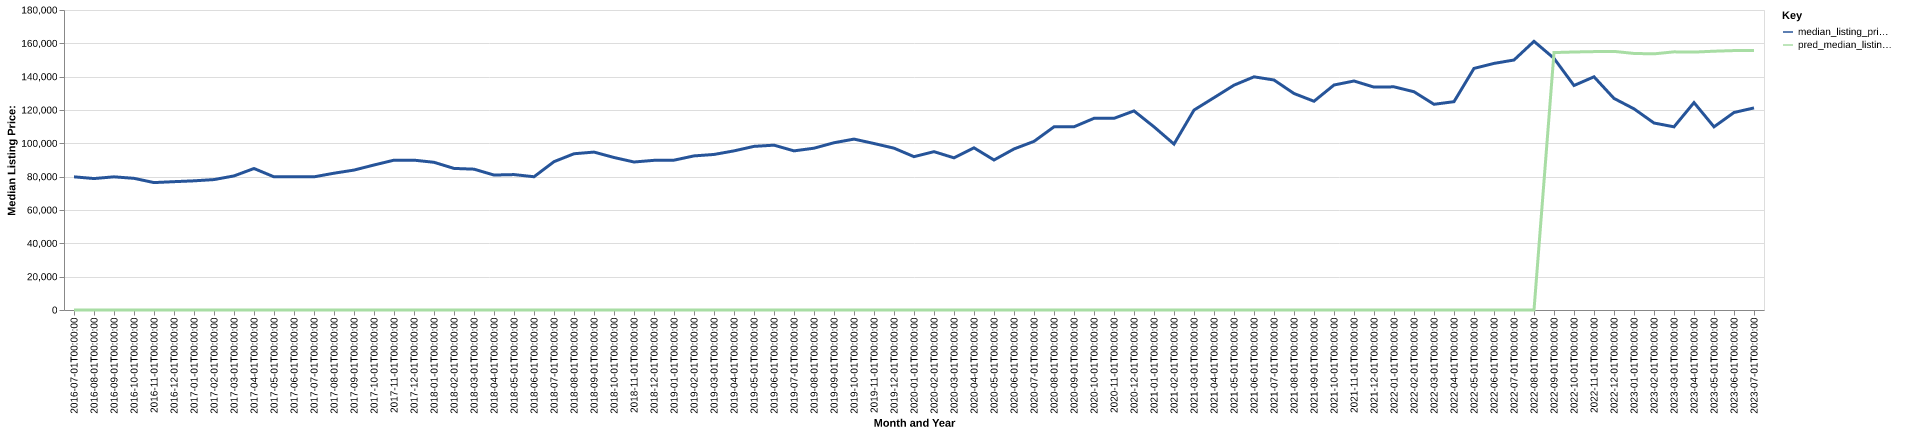 180,000
160,000
140,000
120,000
100,000
80,000
60,000
40,000
20,000
0
Median Listing Price:
2016-07-01T00:00:00
2016-08-01T00:00:00
2016-09-01T00:00:00
2016-10-01T00:00:00
2016-11-01T00:00:00
2016-12-01T00:00:00
2017-01-01T00:00:00
2017-02-01T00:00:00
2017-03-01T00:00:00
2017-04-01T00:00:00
2017-05-01T00:00:00
2017-06-01T00:00:00
2017-07-01T00:00:00
2017-08-01T00:00:00
2017-09-01T00:00:00
2017-10-01T00:00:00
2017-11-01T00:00:00
2017-12-01T00:00:00
2018-01-01T00:00:00
2018-02-01T00:00:00
2018-03-01T00:00:00
2018-04-01T00:00:00
2018-05-01T00:00:00
2018-06-01T00:00:00
2018-07-01T00:00:00
2018-08-01T00:00:00
2018-09-01T00:00:00
2018-10-01T00:00:00
2018-11-01T00:00:00
2018-12-01T00:00:00
2019-01-01T00:00:00
2019-02-01T00:00:00
2019-03-01T00:00:00
2019-04-01T00:00:00
2019-05-01T00:00:00
2019-06-01T00:00:00
2019-07-01T00:00:00
2019-08-01T00:00:00
2019-09-01T00:00:00
2019-10-01T00:00:00
2019-11-01T00:00:00
2019-12-01T00:00:00
2020-01-01T00:00:00
2020-02-01T00:00:00
2020-03-01T00:00:00
2020-04-01T00:00:00
2020-05-01T00:00:00
2020-06-01T00:00:00
2020-07-01T00:00:00
2020-08-01T00:00:00
2020-09-01T00:00:00
2020-10-01T00:00:00
2020-11-01T00:00:00
2020-12-01T00:00:00
2021-01-01T00:00:00
2021-02-01T00:00:00
2021-03-01T00:00:00
2021-04-01T00:00:00
2021-05-01T00:00:00
2021-06-01T00:00:00
2021-07-01T00:00:00
2021-08-01T00:00:00
2021-09-01T00:00:00
2021-10-01T00:00:00
2021-11-01T00:00:00
2021-12-01T00:00:00
2022-01-01T00:00:00
2022-02-01T00:00:00
2022-03-01T00:00:00
2022-04-01T00:00:00
2022-05-01T00:00:00
2022-06-01T00:00:00
2022-07-01T00:00:00
2022-08-01T00:00:00
2022-09-01T00:00:00
2022-10-01T00:00:00
2022-11-01T00:00:00
2022-12-01T00:00:00
2023-01-01T00:00:00
2023-02-01T00:00:00
2023-03-01T00:00:00
2023-04-01T00:00:00
2023-05-01T00:00:00
2023-06-01T00:00:00
2023-07-01T00:00:00
Month and Year
Key
median_listing_pri…
pred_median_listin…